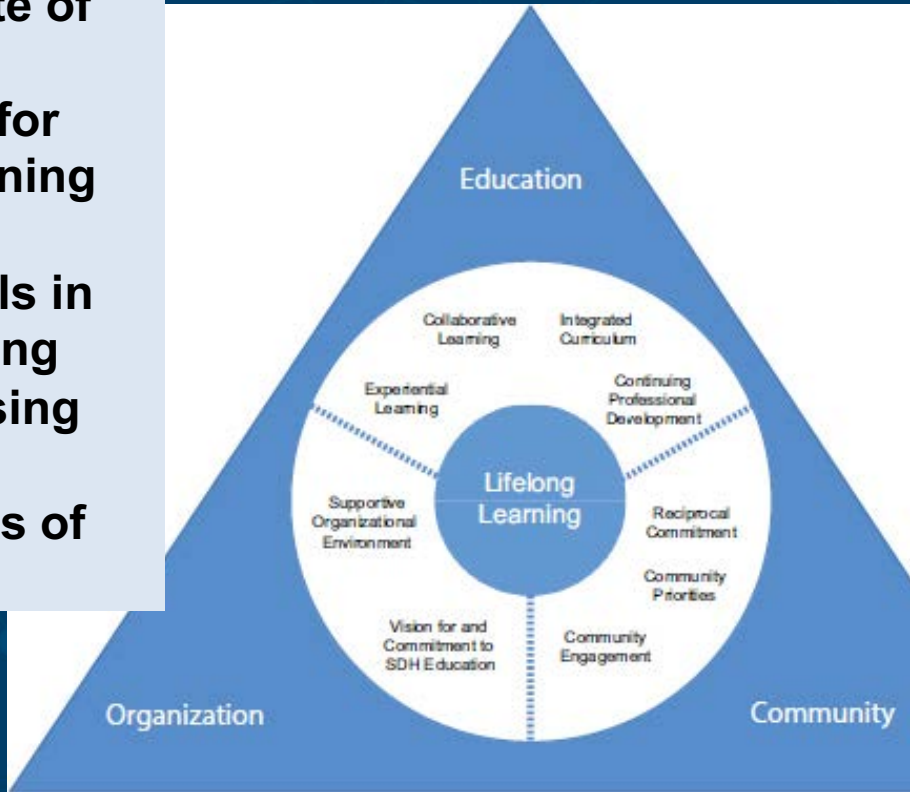 te of
for
ning
ls in
ng
sing
s of
Education
Collaborative
Learning
Integrated
Curriculum
Experiential
Learning
Continuing
Professional
Development
Lifelong
Learning
Supportive
Organizational
Environment
Reciprocal
Commitment
Community
Priorities
Vision for and
Commitment to
SDH Education
Community
Engagement
Organization
Community